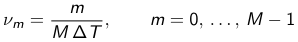 ν_m = m / (M ΔT),    m = 0, …, M − 1